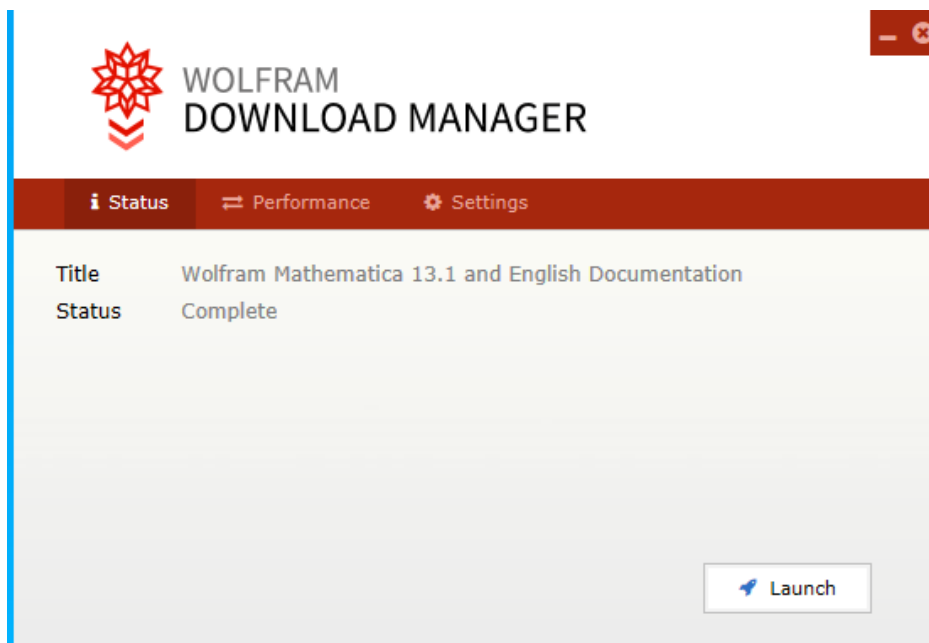 WOLFRAM
DOWNLOAD MANAGER
Status Performance Settings
Title Wolfram Mathematica 13.1 and English Documentation
Status Complete
Launch